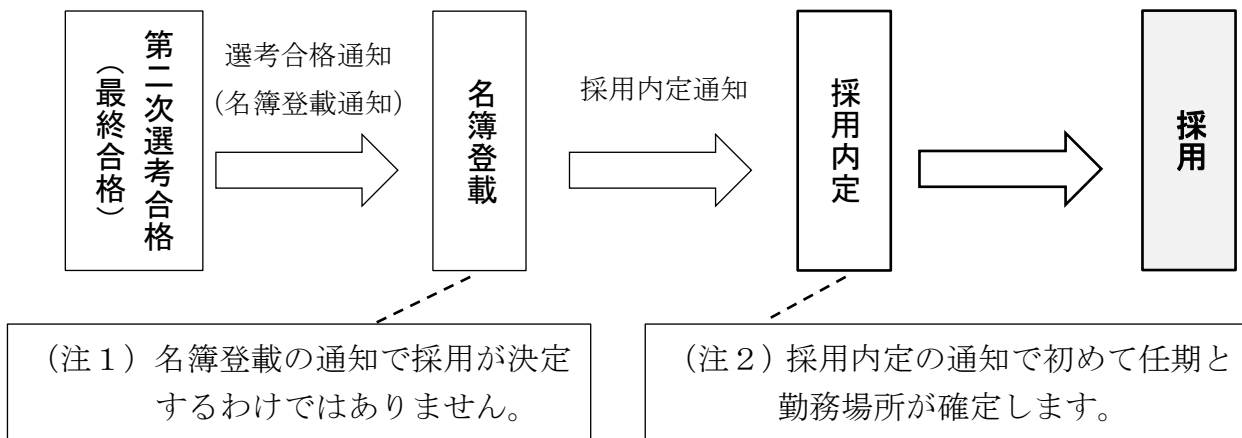 第二次選考合格
（最終合格）
選考合格通知
（名簿登載通知）
名簿登載
採用内定通知
採用内定
採用
（注１）名簿登載の通知で採用が決定
するわけではありません。
（注２）採用内定の通知で初めて任期と
勤務場所が確定します。